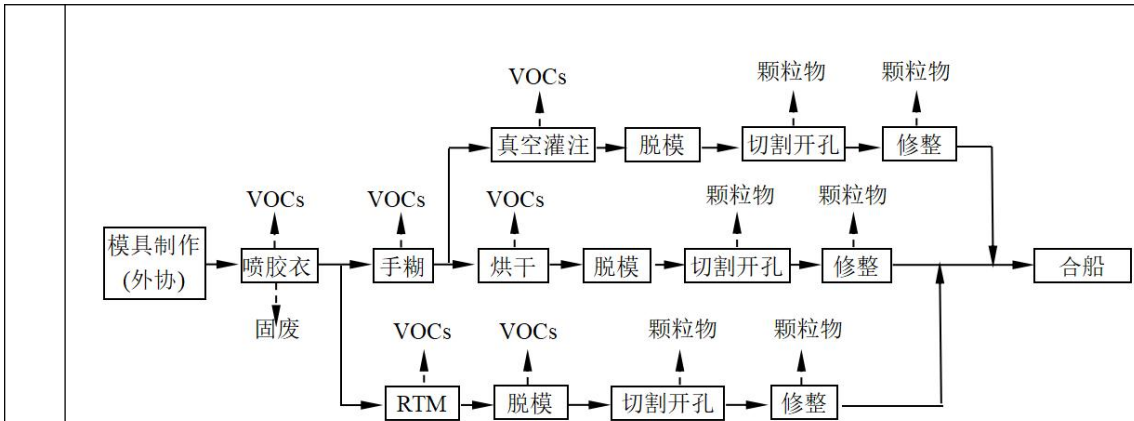 VOCs
颗粒物
颗粒物
真空灌注
脱模
切割开孔
修整
VOCs
VOCs
VOCs
颗粒物
颗粒物
模具制作
(外协)
喷胶衣
手糊
烘干
脱模
切割开孔
修整
合船
固废
VOCs
VOCs
颗粒物
颗粒物
RTM
脱模
切割开孔
修整